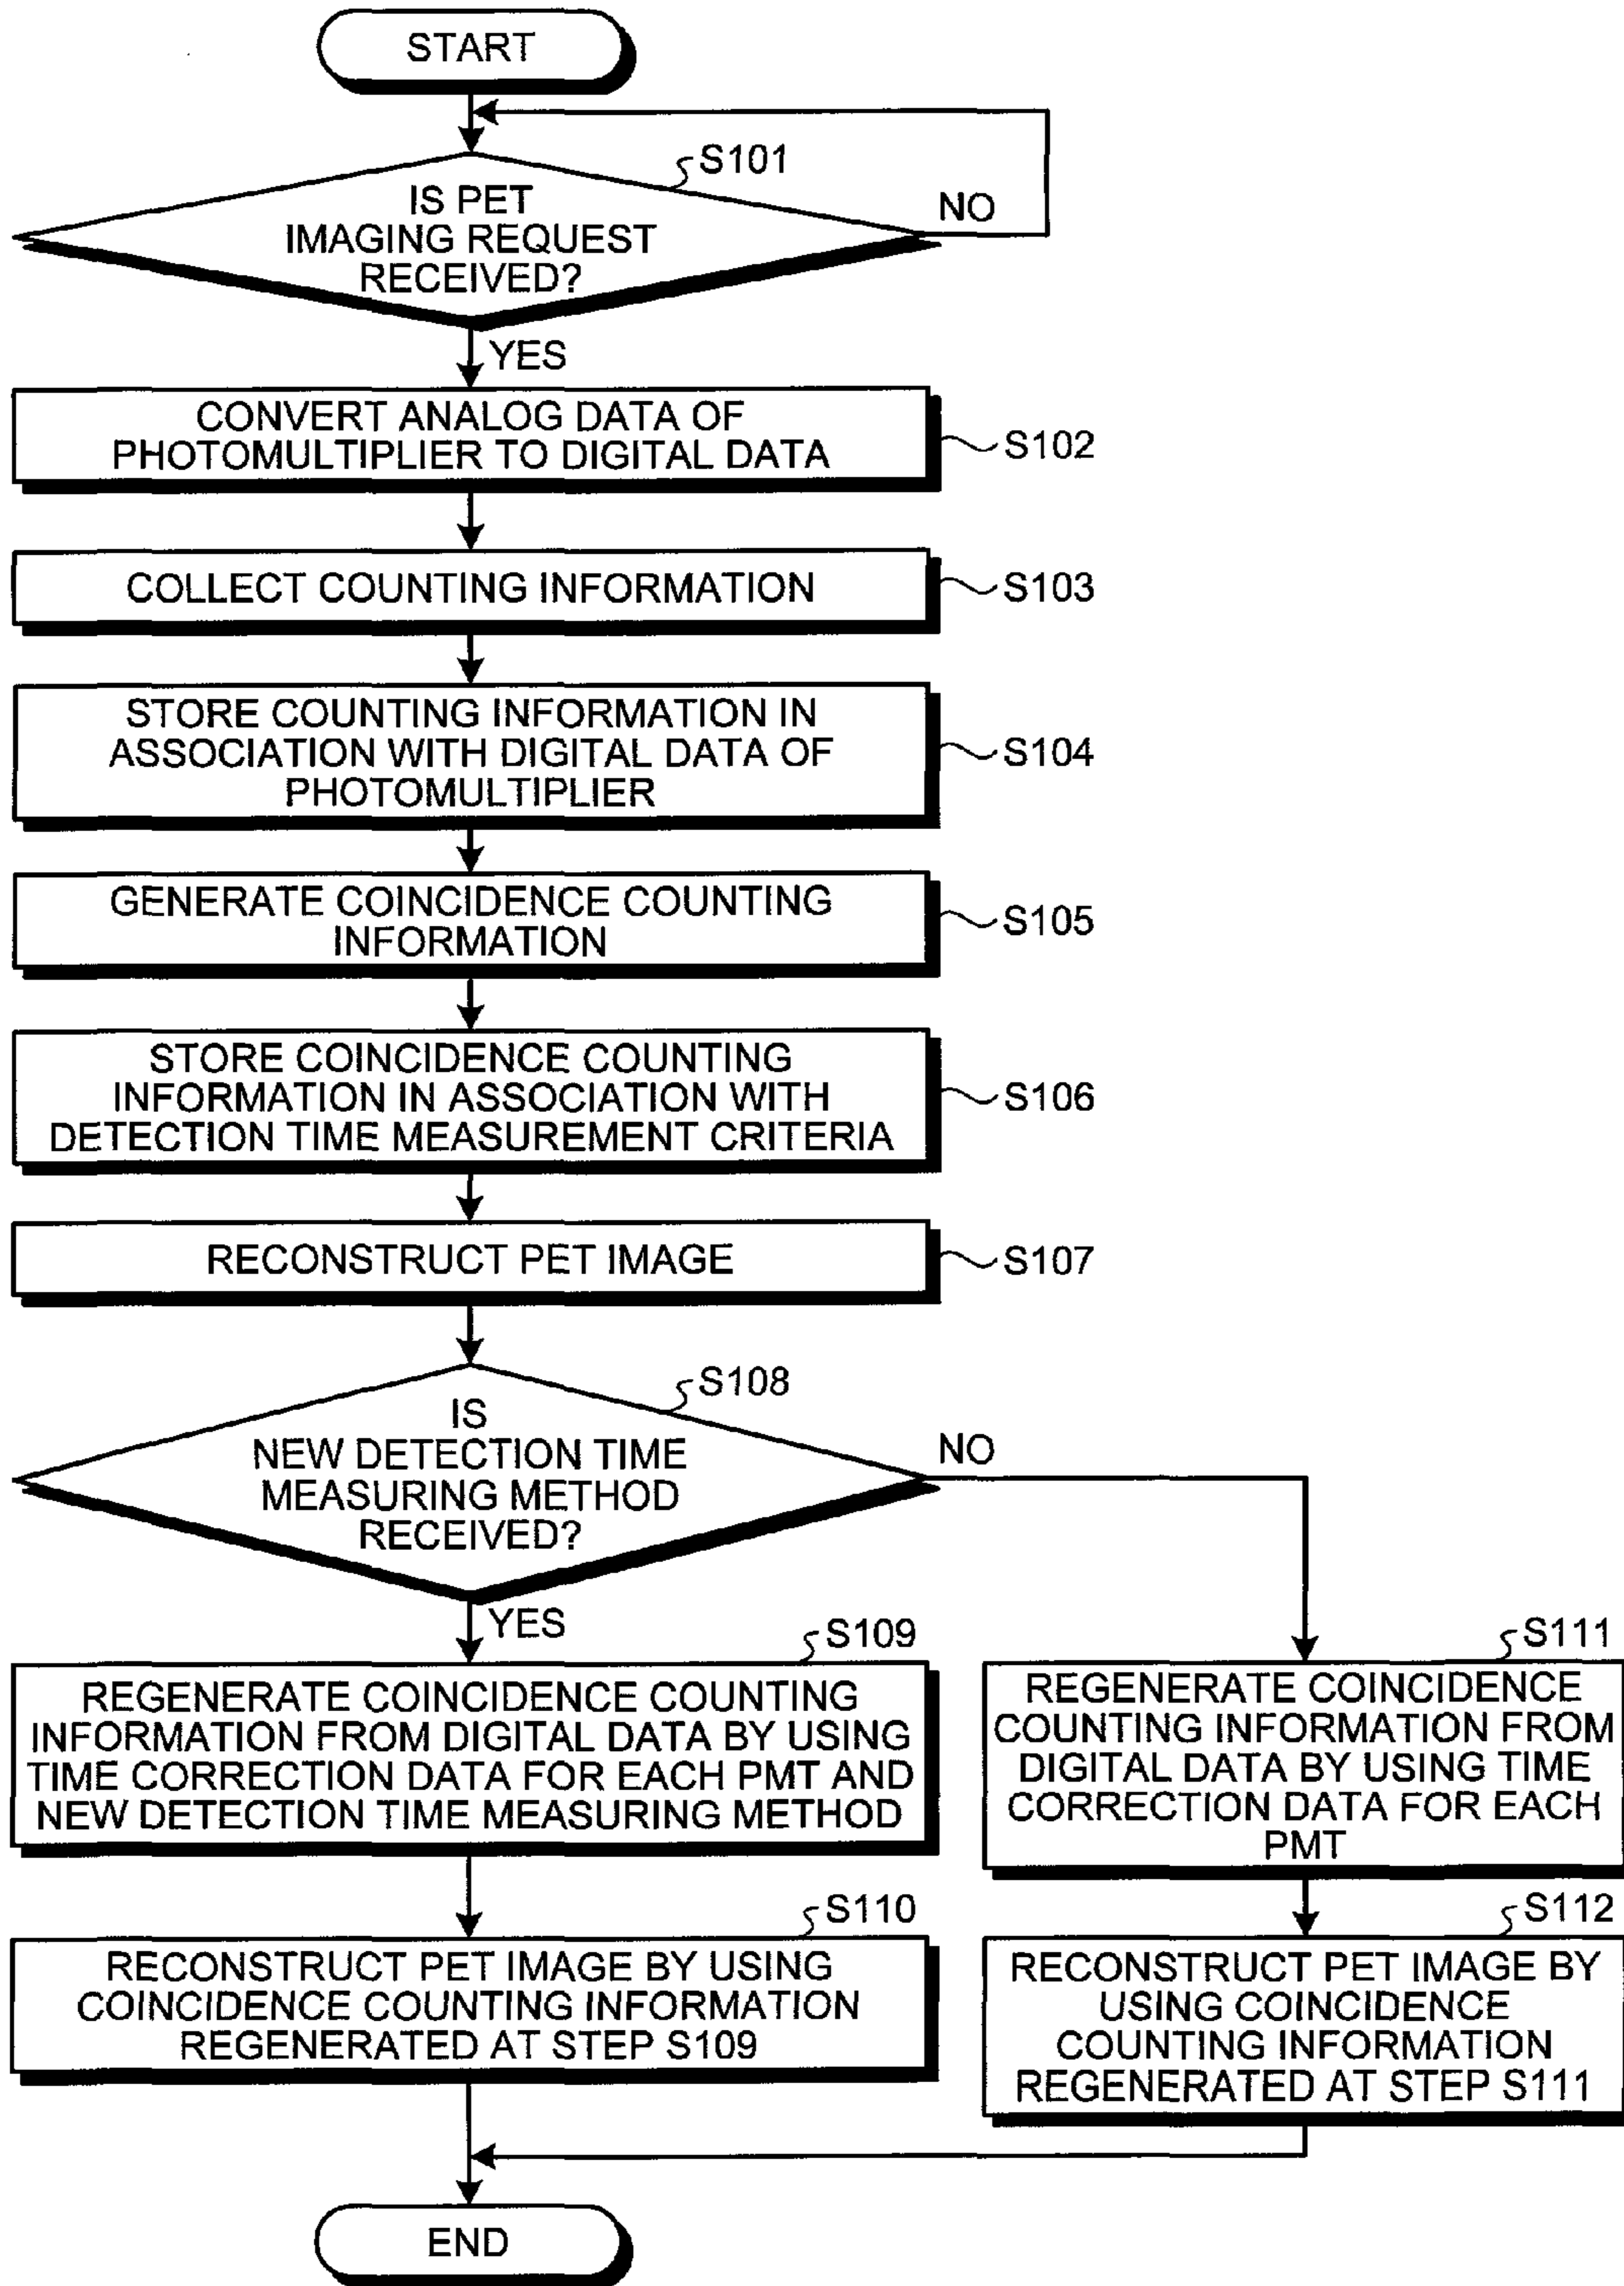 START
S101
IS PET
IMAGING REQUEST
RECEIVED?
NO
YES
CONVERT ANALOG DATA OF
PHOTOMULTIPLIER TO DIGITAL DATA
S102
COLLECT COUNTING INFORMATION
S103
STORE COUNTING INFORMATION IN
ASSOCIATION WITH DIGITAL DATA OF
PHOTOMULTIPLIER
S104
GENERATE COINCIDENCE COUNTING
INFORMATION
S105
STORE COINCIDENCE COUNTING
INFORMATION IN ASSOCIATION WITH
DETECTION TIME MEASUREMENT CRITERIA
S106
RECONSTRUCT PET IMAGE
S107
S108
IS
NEW DETECTION TIME
MEASURING METHOD
RECEIVED?
NO
YES
S109
REGENERATE COINCIDENCE COUNTING
INFORMATION FROM DIGITAL DATA BY USING
TIME CORRECTION DATA FOR EACH PMT AND
NEW DETECTION TIME MEASURING METHOD
S111
REGENERATE COINCIDENCE
COUNTING INFORMATION FROM
DIGITAL DATA BY USING TIME
CORRECTION DATA FOR EACH
PMT
S110
RECONSTRUCT PET IMAGE BY USING
COINCIDENCE COUNTING INFORMATION
REGENERATED AT STEP S109
S112
RECONSTRUCT PET IMAGE BY
USING COINCIDENCE
COUNTING INFORMATION
REGENERATED AT STEP S111
END